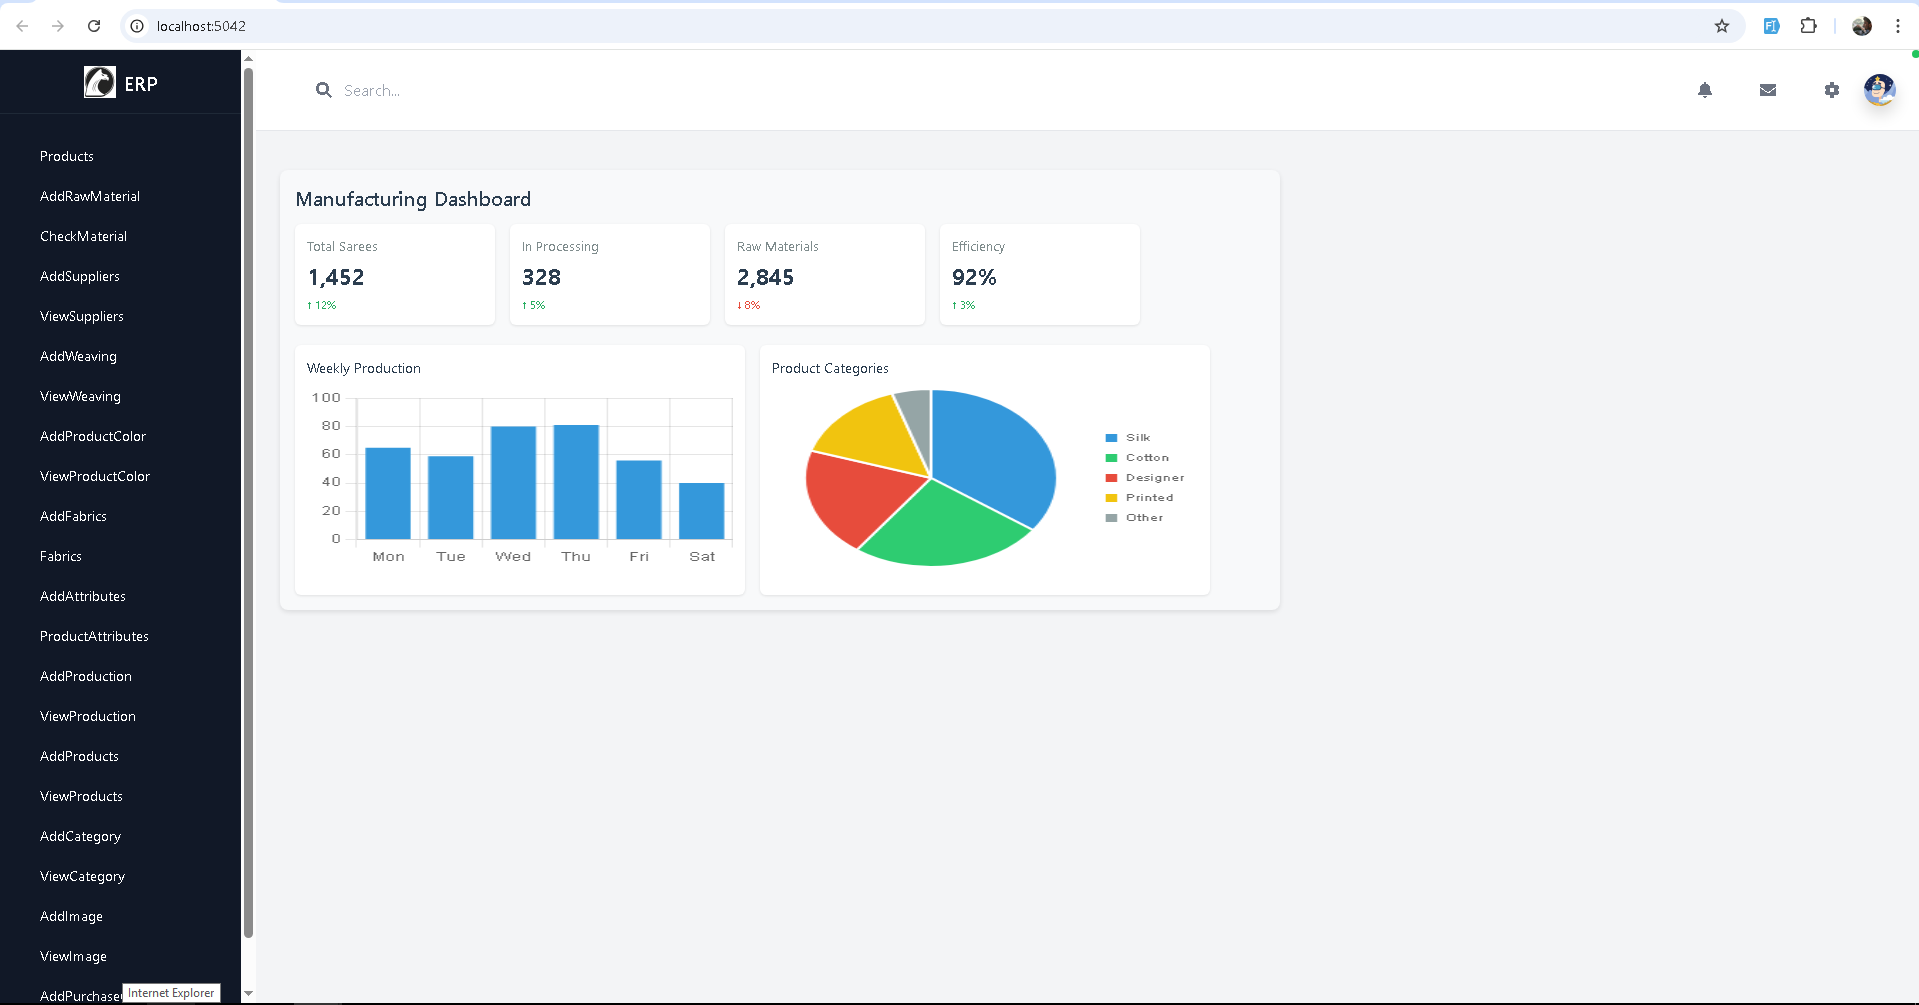 localhost:5042
ERP
Search...
Products
AddRawMaterial
CheckMaterial
AddSuppliers
ViewSuppliers
AddWeaving
ViewWeaving
AddProductColor
ViewProductColor
AddFabrics
Fabrics
AddAttributes
ProductAttributes
AddProduction
ViewProduction
AddProducts
ViewProducts
AddCategory
ViewCategory
AddImage
ViewImage
AddPurchase
Internet Explorer
Manufacturing Dashboard
Total Sarees
1,452
↑ 12%
In Processing
328
↑ 5%
Raw Materials
2,845
↓ 8%
Efficiency
92%
↑ 3%
Weekly Production
100
80
60
40
20
0
Mon Tue Wed Thu Fri Sat
Product Categories
Silk
Cotton
Designer
Printed
Other